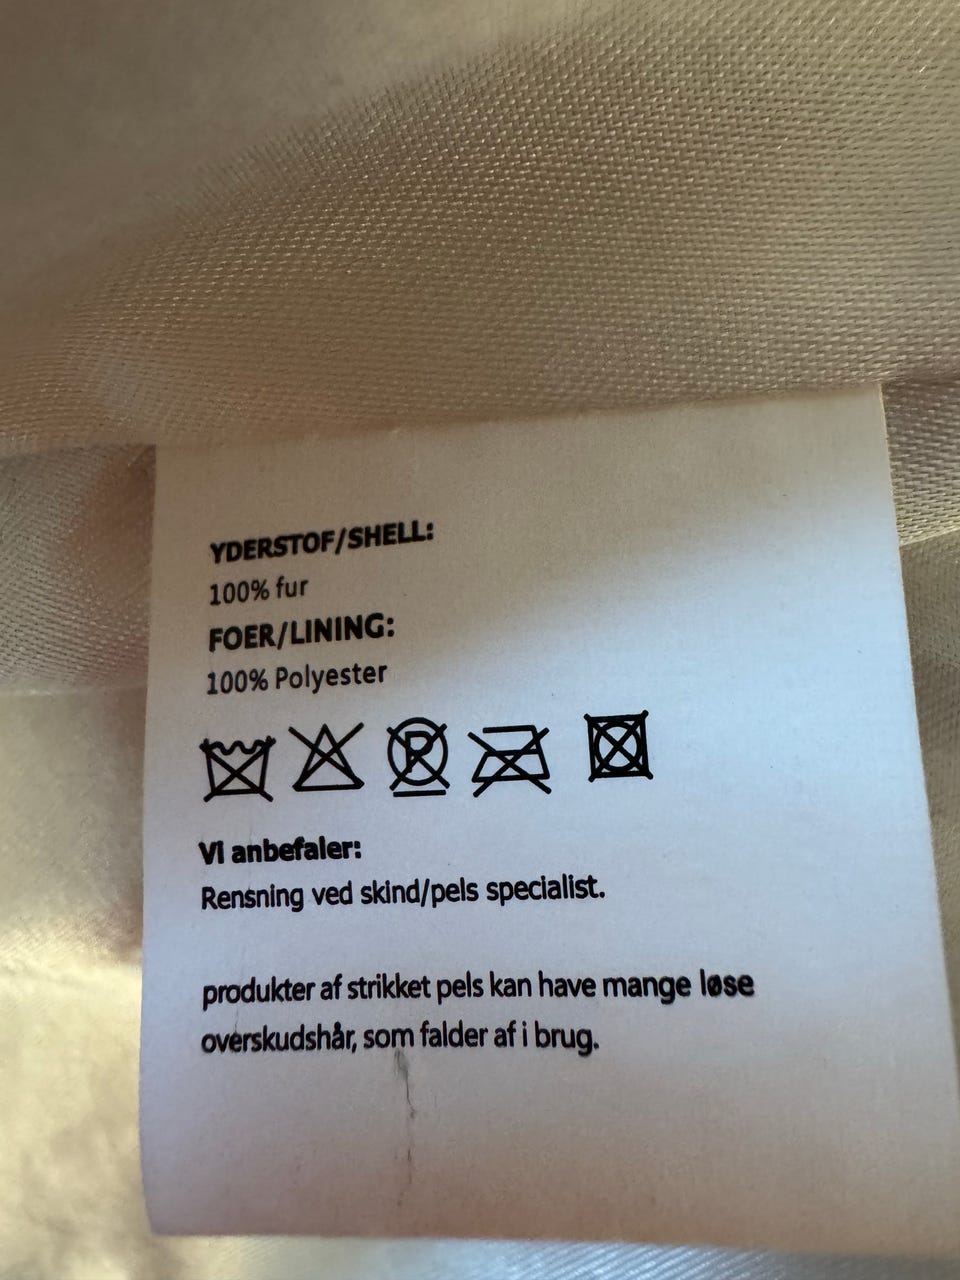 YDERSTOF/SHELL:
100% fur
FOER/LINING:
100% Polyester
P
Vi anbefaler:
Rensning ved skind/pels specialist.
produkter af strikket pels kan have mange løse
overskudshår, som falder af i brug.